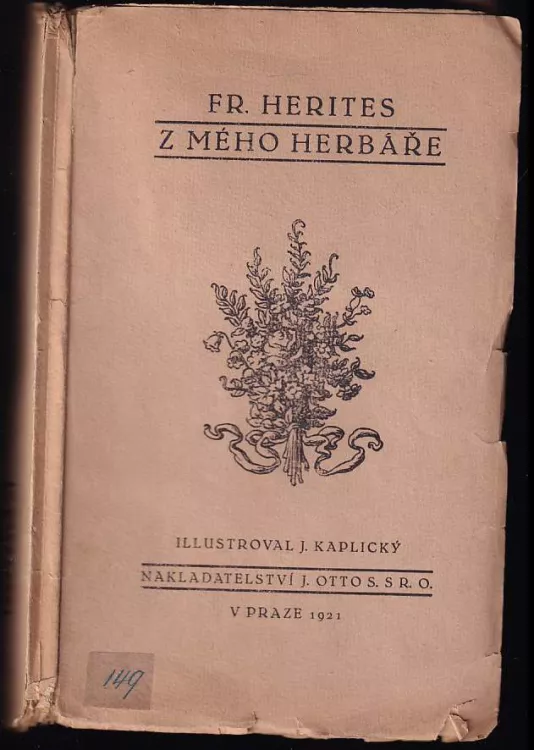 FR. HERITES
Z MÉHO HERBÁŘE
ILLUSTROVAL J. KAPLICKÝ
NAKLADATELSTVÍ J. OTTO S. S R. O.
V PRAZE 1921
149